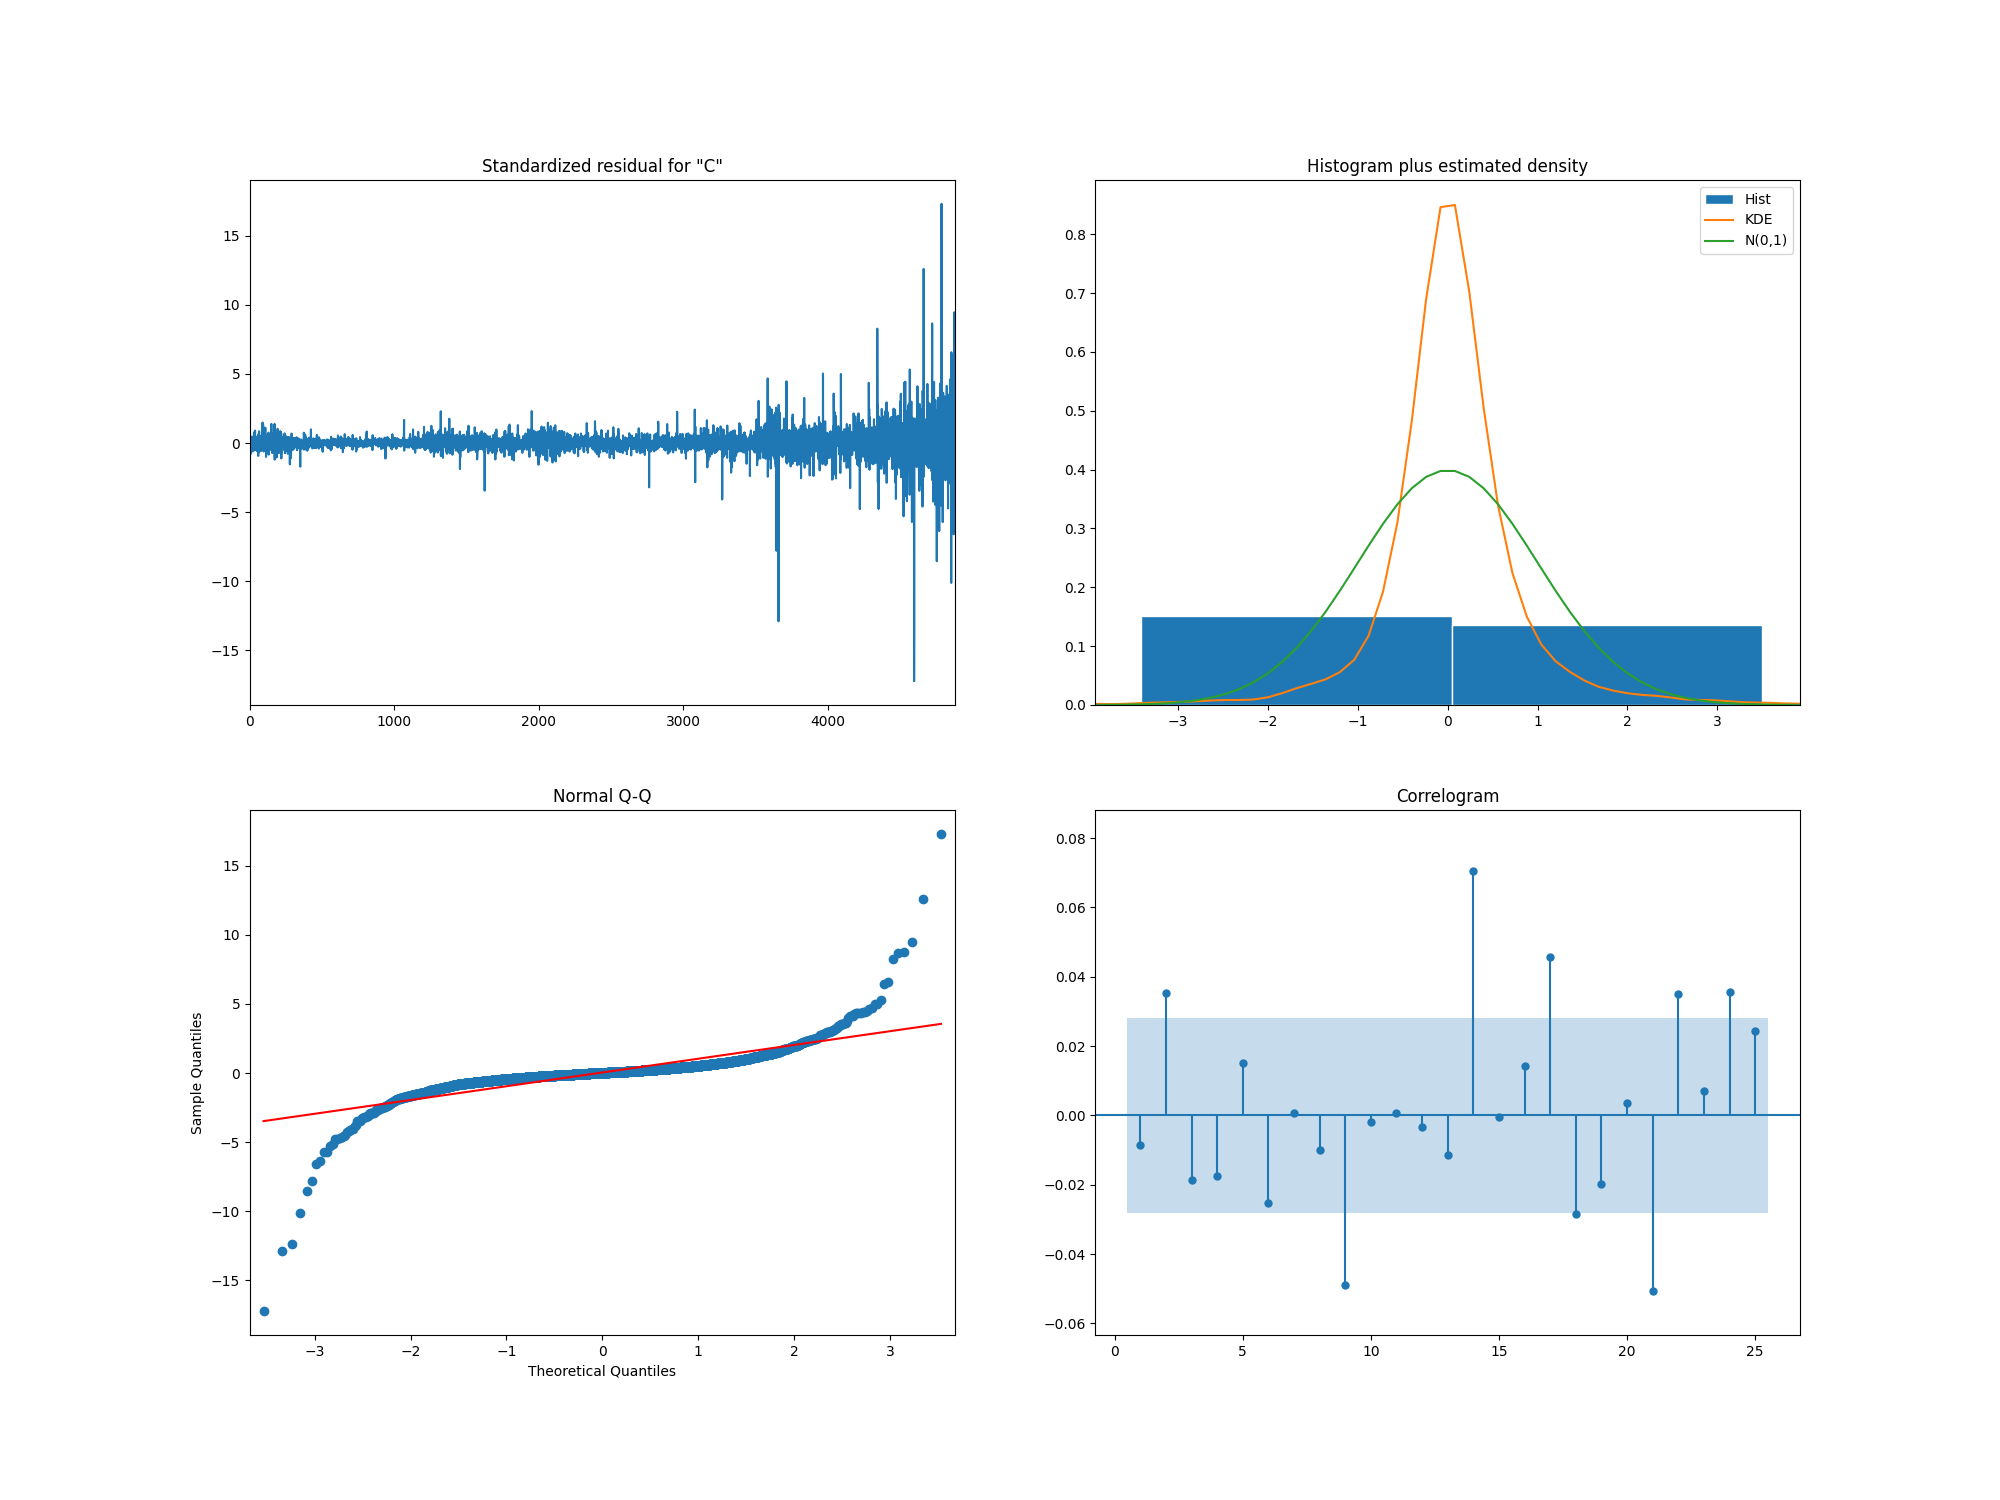 Standardized residual for "C"
15
10
5
0
−5
−10
−15
0 1000 2000 3000 4000
Histogram plus estimated density
Hist
KDE
N(0,1)
0.8
0.7
0.6
0.5
0.4
0.3
0.2
0.1
0.0
−3 −2 −1 0 1 2 3
Normal Q-Q
Sample Quantiles
15
10
5
0
−5
−10
−15
−3 −2 −1 0 1 2 3
Theoretical Quantiles
Correlogram
0.08
0.06
0.04
0.02
0.00
−0.02
−0.04
−0.06
0 5 10 15 20 25